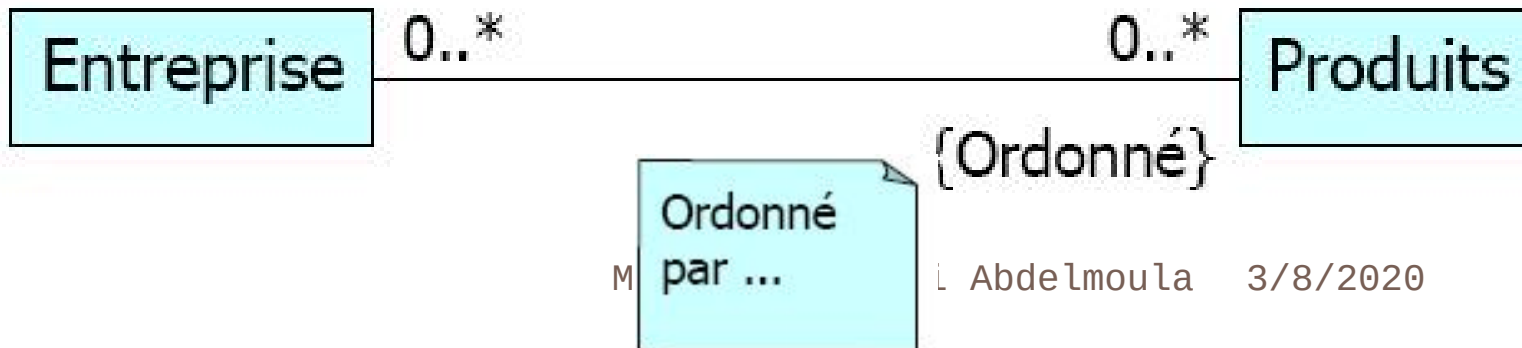 Entreprise 0..* 0..* Produits
{Ordonné}
Ordonné
par ...
Abdelmoula 3/8/2020